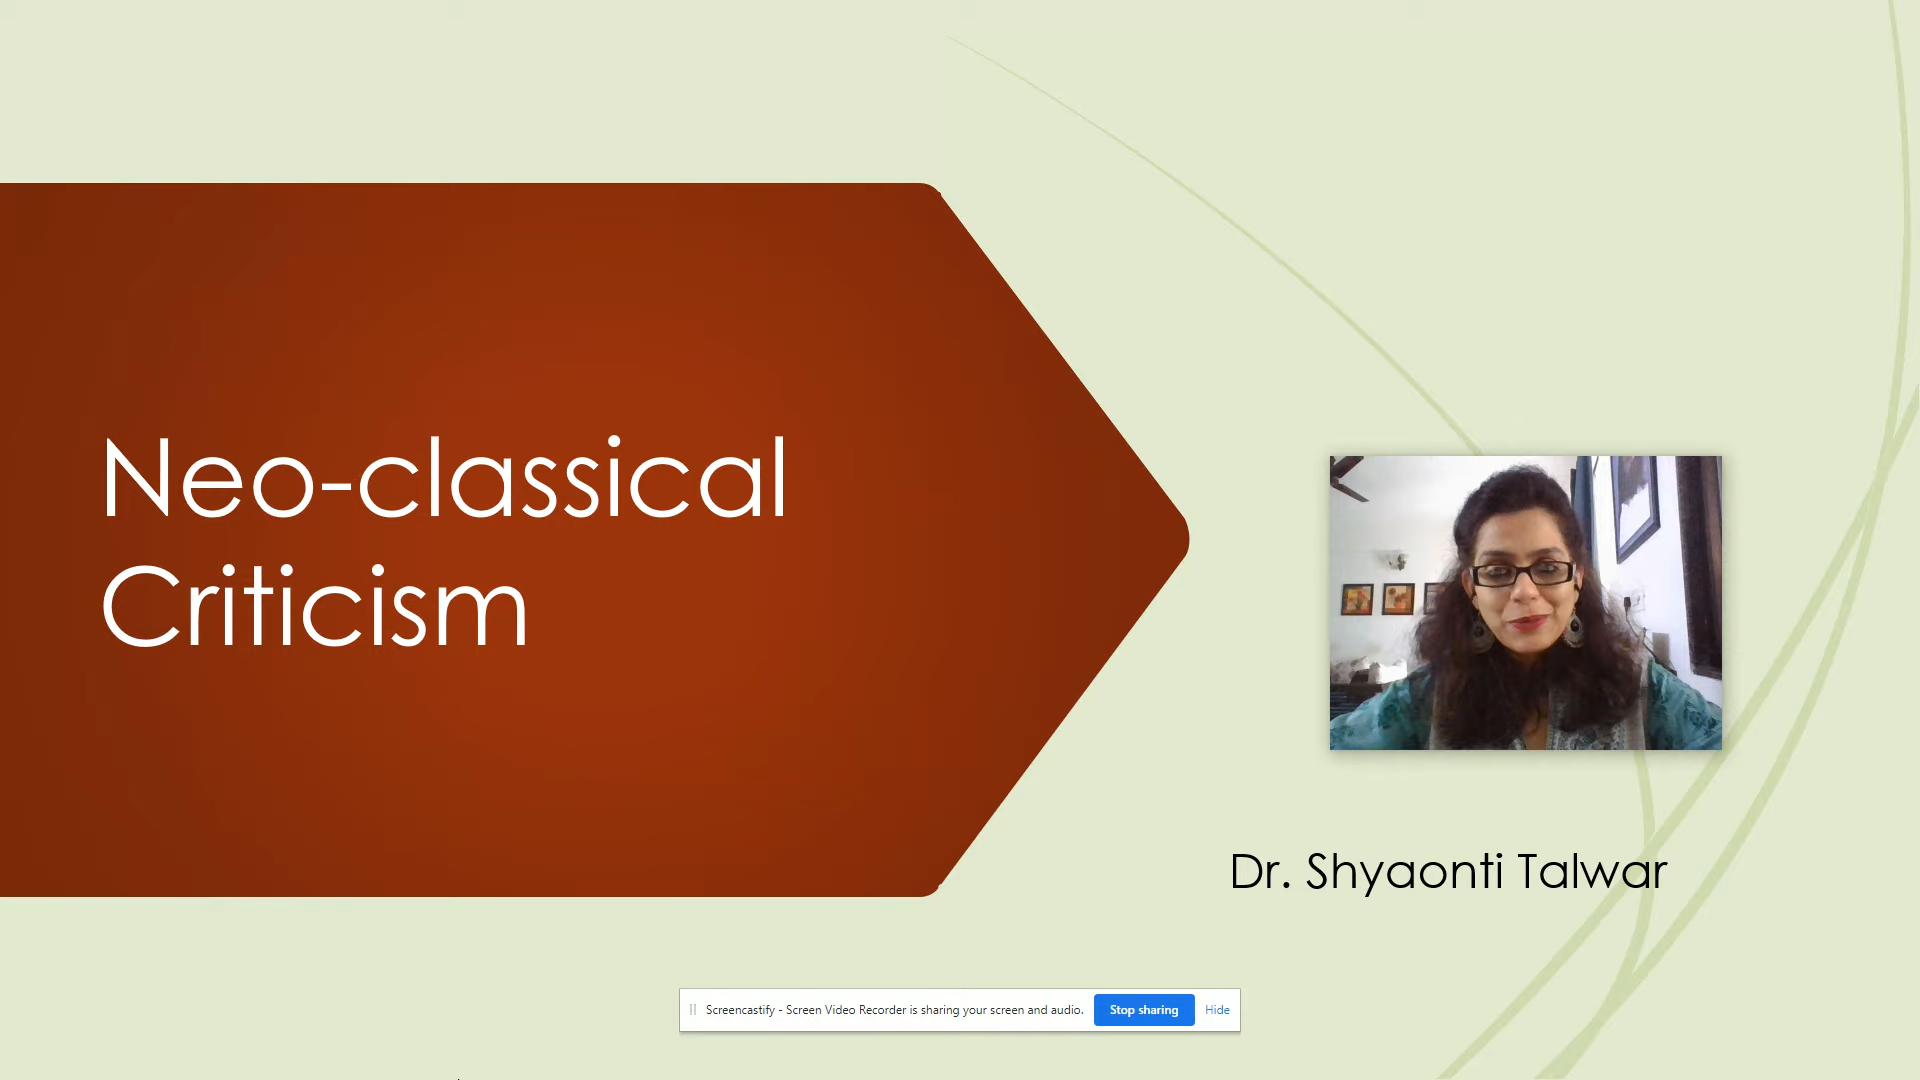 Neo-classical
Criticism
Dr. Shyaonti Talwar
Screencastify - Screen Video Recorder is sharing your screen and audio. Stop sharing Hide